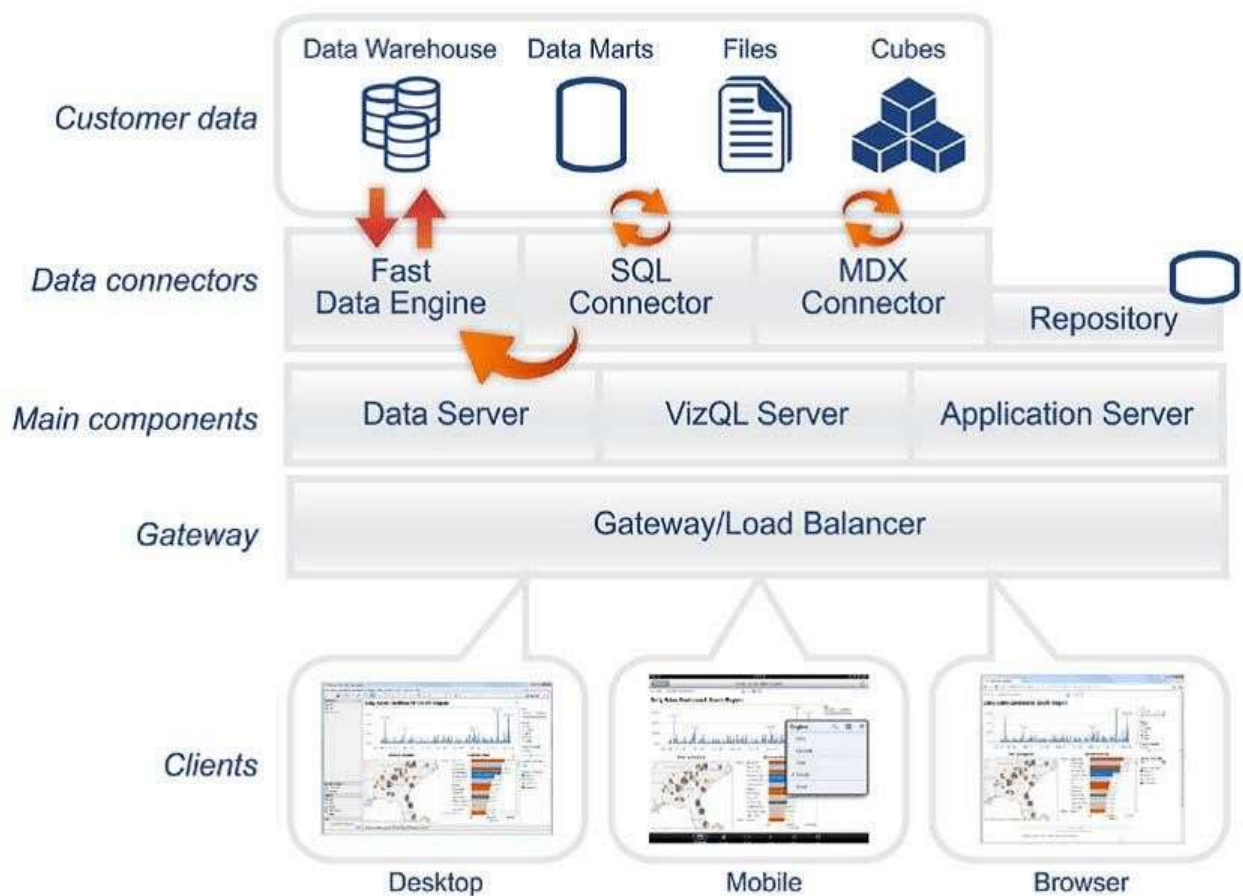 Data Warehouse
Data Marts
Files
Cubes
Customer data
Data connectors
Fast
Data Engine
SQL
Connector
MDX
Connector
Repository
Main components
Data Server
VizQL Server
Application Server
Gateway
Gateway/Load Balancer
Clients
Desktop
Mobile
Browser